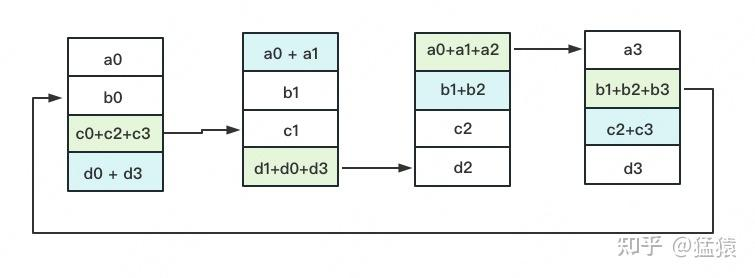 a0
b0
c0+c2+c3
d0 + d3
a0 + a1
b1
c1
d1+d0+d3
a0+a1+a2
b1+b2
c2
d2
a3
b1+b2+b3
c2+c3
d3
知乎 @猛猿